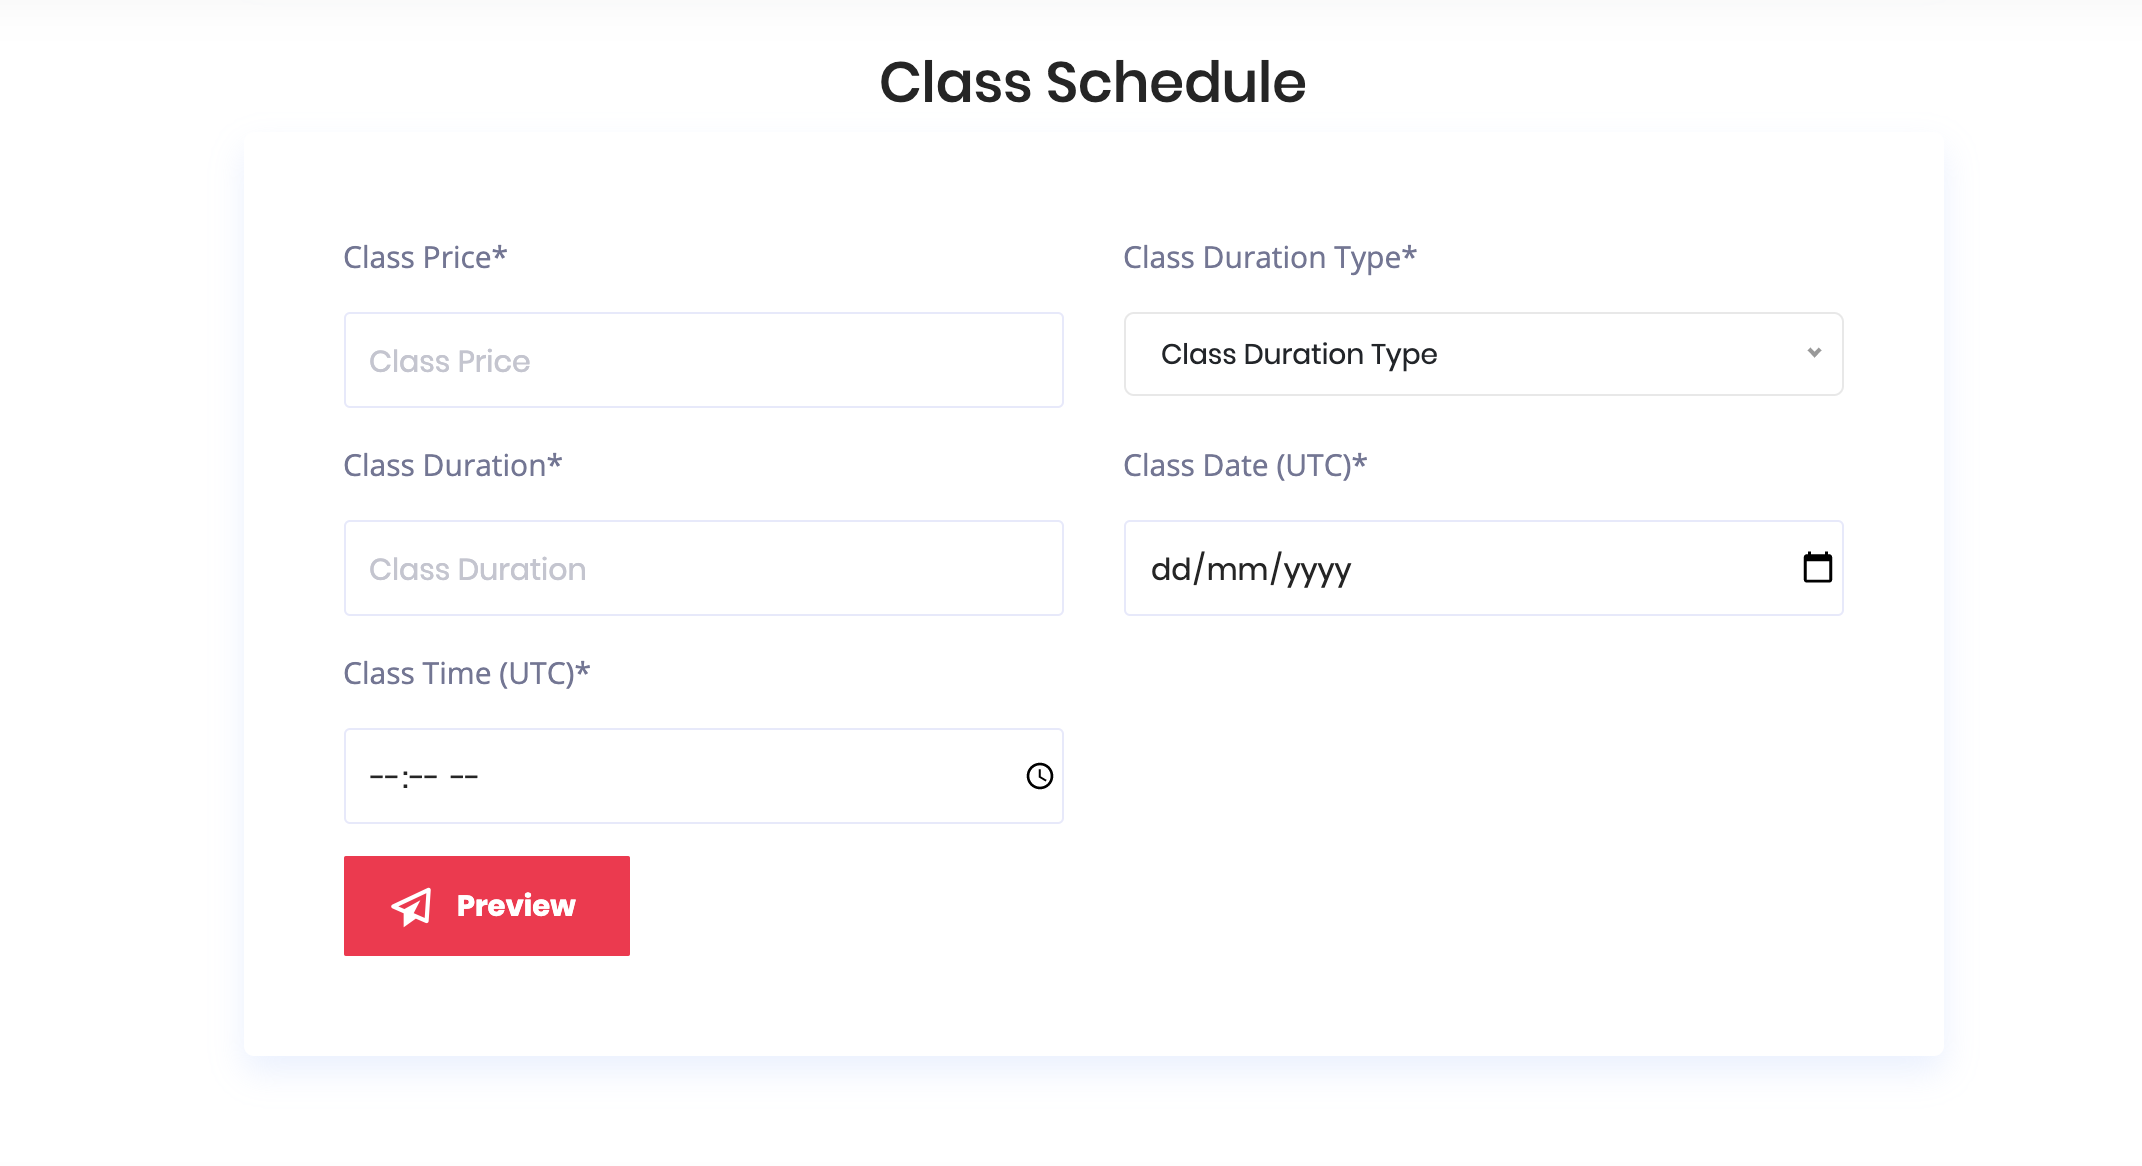 Class Schedule
Class Price*
Class Duration Type*
Class Price
Class Duration Type
Class Duration*
Class Date (UTC)*
Class Duration
dd/mm/yyyy
Class Time (UTC)*
--:-- --
Preview